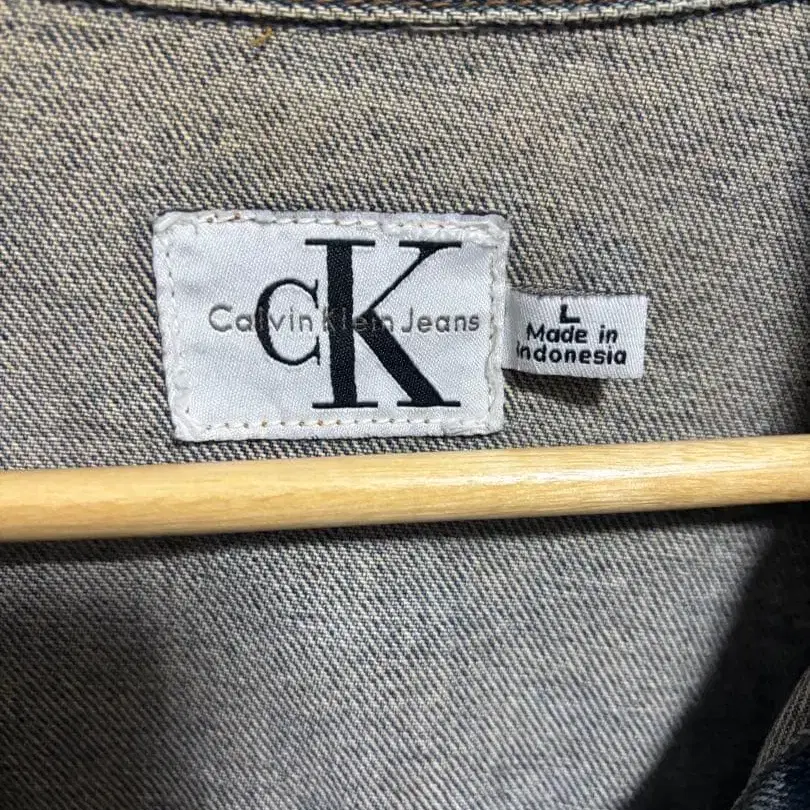 cK
Calvin Klein Jeans
L
Made in
Indonesia